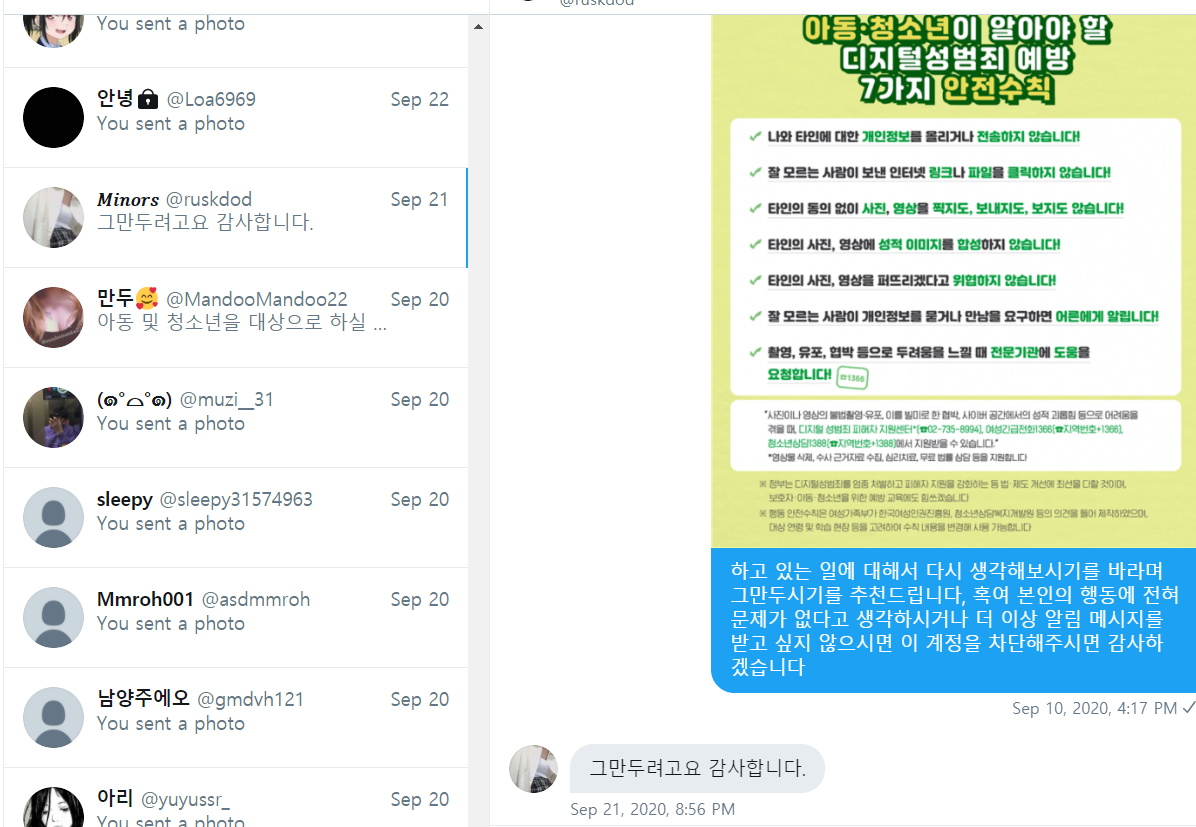 You sent a photo
안녕 @Loa6969
Sep 22
You sent a photo
Minors @ruskdod
Sep 21
그만두려고요 감사합니다.
만두🥰 @MandooMandoo22
Sep 20
아동 및 청소년을 대상으로 하실 ...
(๑°⌓°๑) @muzi__31
Sep 20
You sent a photo
sleepy @sleepy31574963
Sep 20
You sent a photo
Mmroh001 @asdmmroh
Sep 20
You sent a photo
남양주에오 @gmdvh121
Sep 20
You sent a photo
아리 @yuyussr_
Sep 20
You sent a photo
@ruskdod
아동·청소년이 알아야 할
디지털성범죄 예방
7가지 안전수칙
나와 타인에 대한 개인정보를 올리거나 전송하지 않습니다!
잘 모르는 사람이 보낸 인터넷 링크나 파일을 클릭하지 않습니다!
타인의 동의 없이 사진, 영상을 찍지도, 보내지도, 보지도 않습니다!
타인의 사진, 영상에 성적 이미지를 합성하지 않습니다!
타인의 사진, 영상을 퍼뜨리겠다고 위협하지 않습니다!
잘 모르는 사람이 개인정보를 묻거나 만남을 요구하면 어른에게 알립니다!
촬영, 유포, 협박 등으로 두려움을 느낄 때 전문기관에 도움을
요청합니다! ☎1366
*사진이나 영상의 불법촬영·유포, 이를 빌미로 한 협박, 사이버 공간에서의 성적 괴롭힘 등으로 어려움을
겪을 때, 디지털 성범죄 피해자 지원센터*(☎02-735-8994), 여성긴급전화1366(☎지역번호+1366),
청소년상담1388(☎지역번호+1388)에서 지원받을 수 있습니다.*
*영상물 삭제, 수사 근거자료 수집, 심리치료, 무료 법률 상담 등을 지원합니다
※ 정부는 디지털성범죄를 엄중 처벌하고 피해자 지원을 강화하는 등 법·제도 개선에 최선을 다할 것이며,
보호자·아동·청소년을 위한 예방 교육에도 힘쓰겠습니다
※ 행동 안전수칙은 여성가족부가 한국여성인권진흥원, 청소년상담복지개발원 등의 의견을 들어 제작하였으며,
대상 연령 및 학습 현장 등을 고려하여 수칙 내용을 변경해 사용 가능합니다
하고 있는 일에 대해서 다시 생각해보시기를 바라며
그만두시기를 추천드립니다, 혹여 본인의 행동에 전혀
문제가 없다고 생각하시거나 더 이상 알림 메시지를
받고 싶지 않으시면 이 계정을 차단해주시면 감사하
겠습니다
Sep 10, 2020, 4:17 PM ✓
그만두려고요 감사합니다.
Sep 21, 2020, 8:56 PM